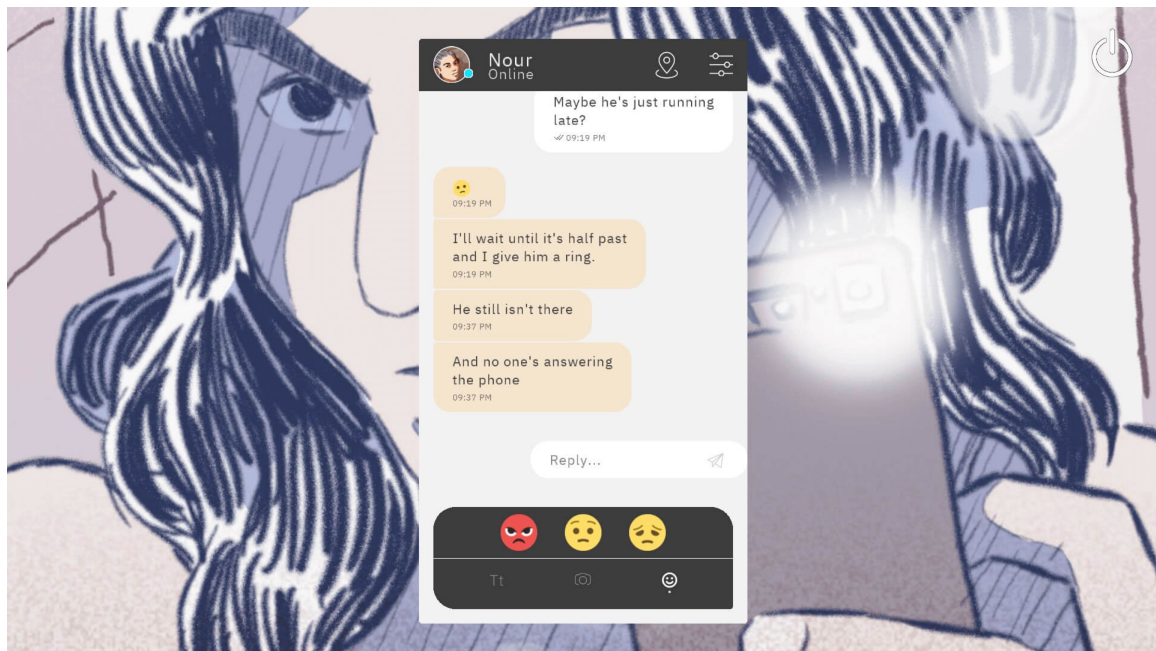 Nour
Online
Maybe he's just running
late?
09:19 PM
09:19 PM
I'll wait until it's half past
and I give him a ring.
09:19 PM
He still isn't there
09:37 PM
And no one's answering
the phone
09:37 PM
Reply...
Tt